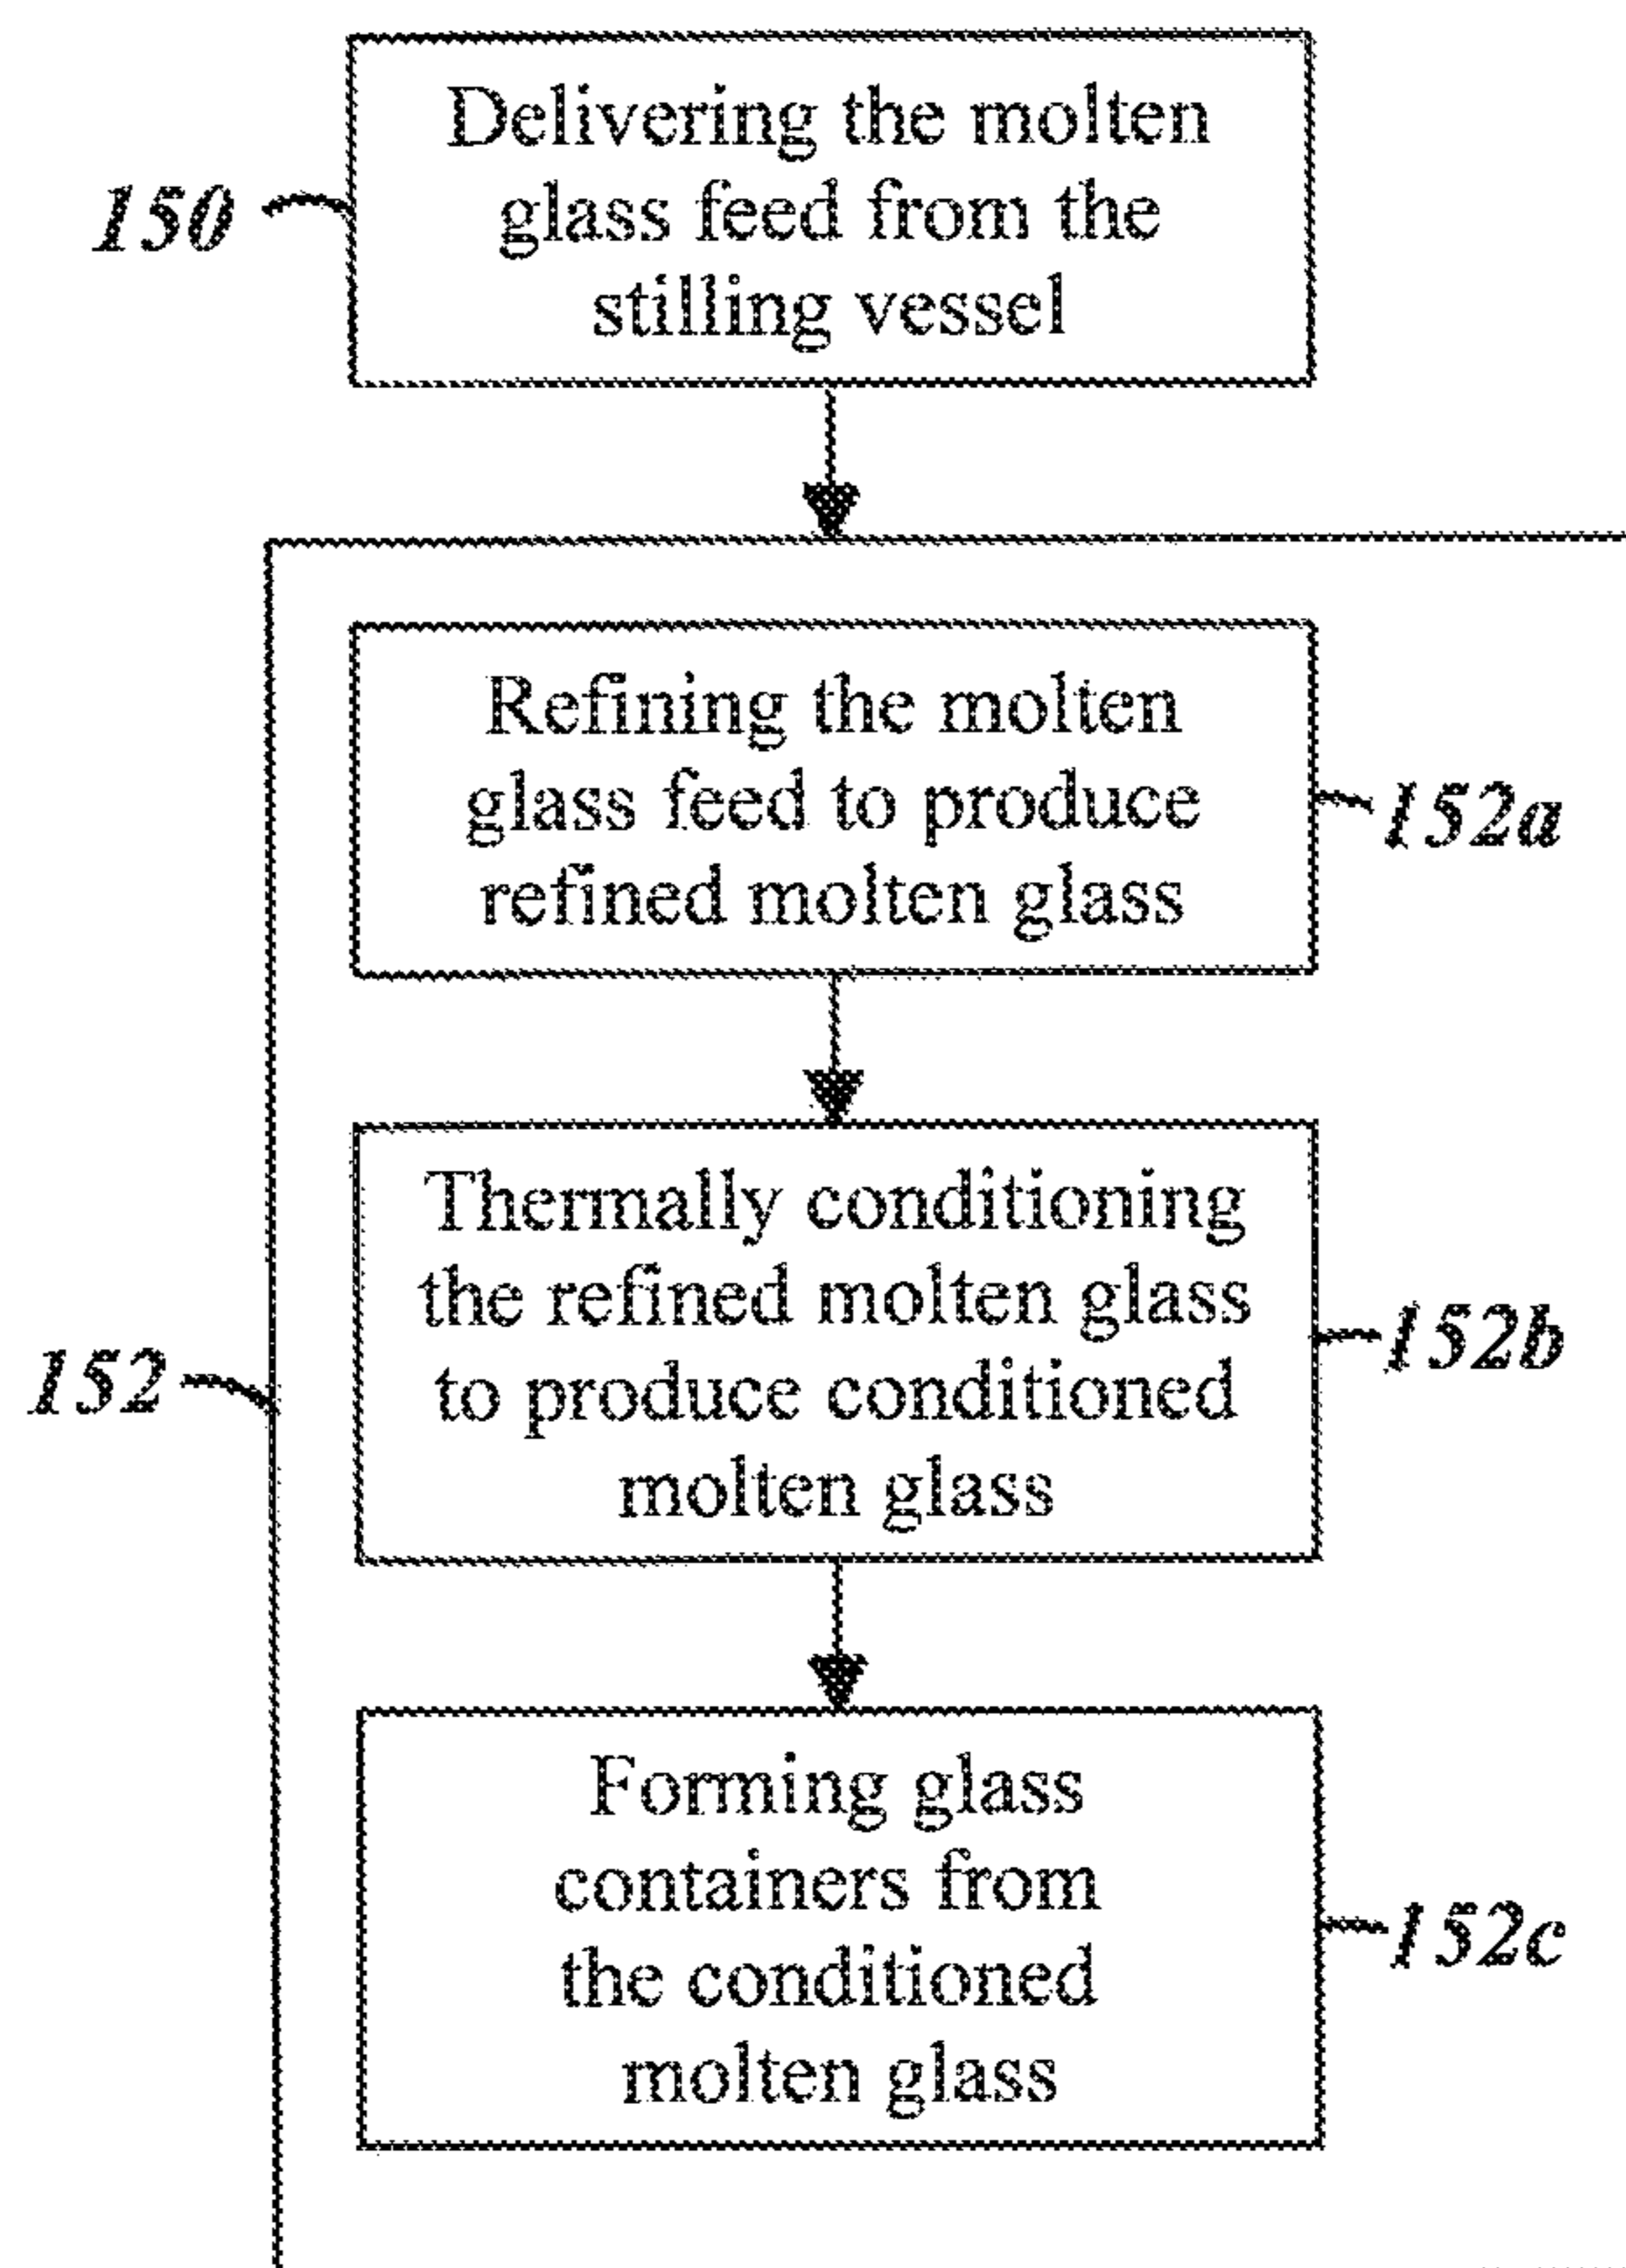 Delivering the molten
150
glass feed from the
stilling vessel
Refining the molten
glass feed to produce
152a
refined molten glass
Thermally conditioning
the refined molten glass
152b
152
to produce conditioned
molten glass
Forming glass
containers from
152c
the conditioned
molten glass